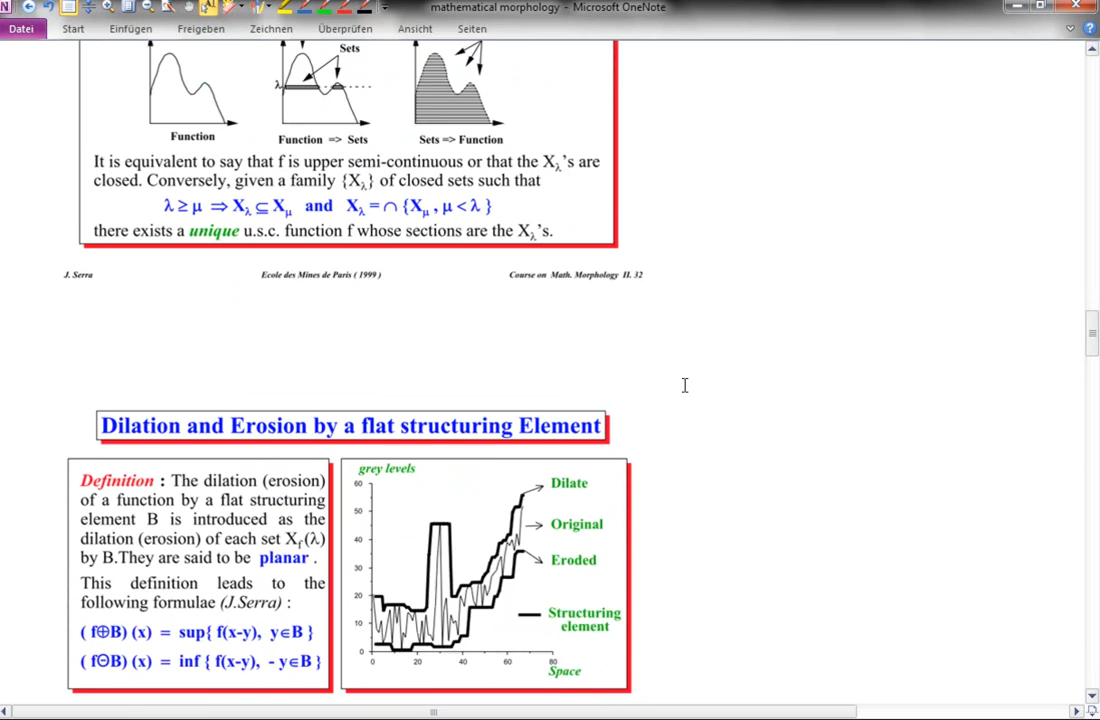 mathematical morphology - Microsoft OneNote
Datei Start Einfügen Freigeben Zeichnen Überprüfen Ansicht Seiten
Sets
λ
Function
Function => Sets
Sets => Function
It is equivalent to say that f is upper semi-continuous or that the Xλ's are
closed. Conversely, given a family {Xλ} of closed sets such that
λ ≥ μ ⇒ Xλ ⊆ Xμ and Xλ = ∩ {Xμ , μ < λ }
there exists a unique u.s.c. function f whose sections are the Xλ's.
J. Serra Ecole des Mines de Paris ( 1999 ) Course on Math. Morphology II. 32
Dilation and Erosion by a flat structuring Element
Definition : The dilation (erosion)
of a function by a flat structuring
element B is introduced as the
dilation (erosion) of each set Xf(λ)
by B.They are said to be planar .
This definition leads to the
following formulae (J.Serra) :
( f⊕B) (x) = sup{ f(x-y), y∈B }
( f⊖B) (x) = inf { f(x-y), - y∈B }
grey levels
60
50
40
30
20
10
0
0 20 40 60 80
Dilate
Original
Eroded
Structuring
element
Space